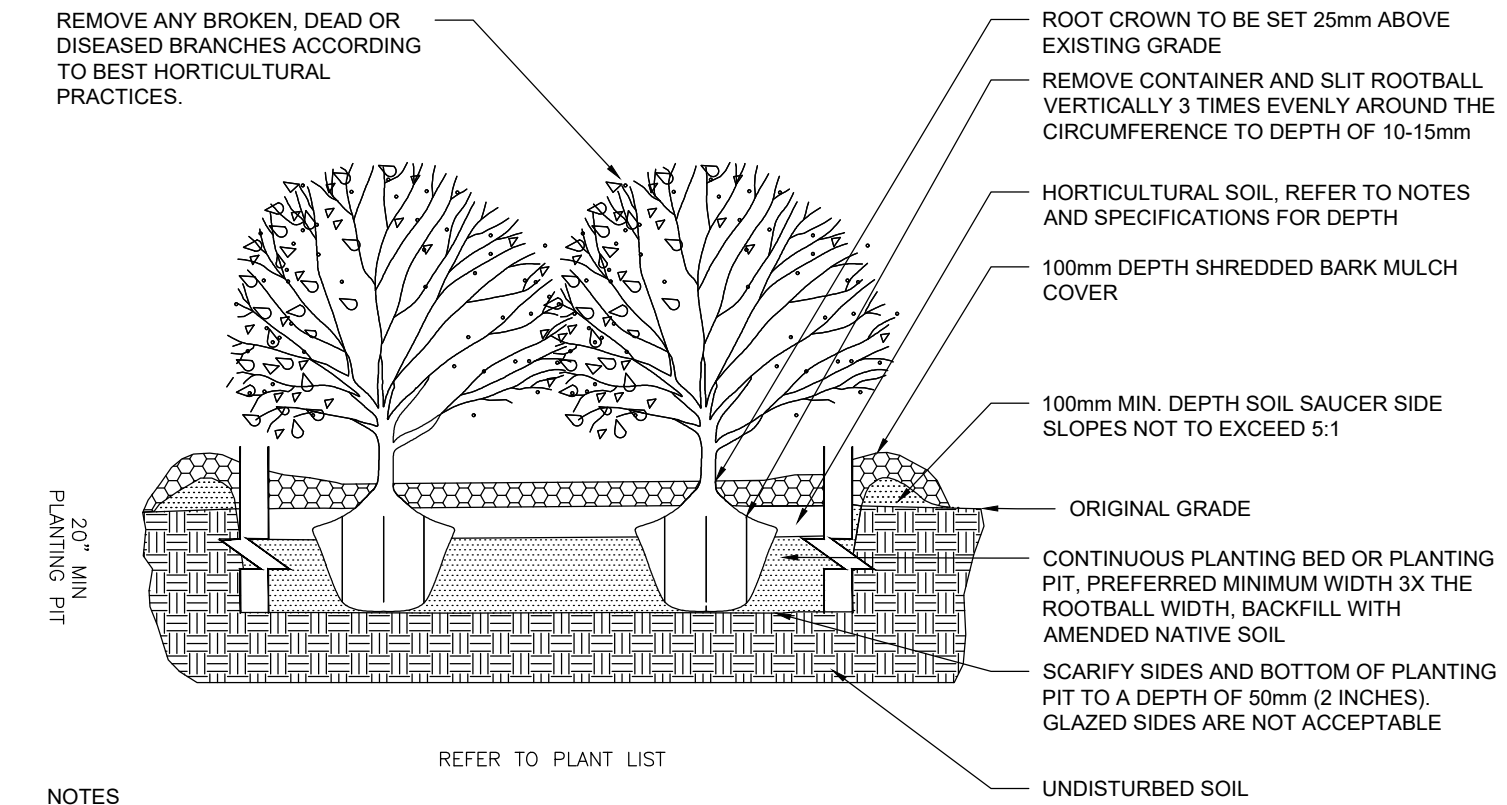 REMOVE ANY BROKEN, DEAD OR
DISEASED BRANCHES ACCORDING
TO BEST HORTICULTURAL
PRACTICES.
ROOT CROWN TO BE SET 25mm ABOVE
EXISTING GRADE
REMOVE CONTAINER AND SLIT ROOTBALL
VERTICALLY 3 TIMES EVENLY AROUND THE
CIRCUMFERENCE TO DEPTH OF 10-15mm
HORTICULTURAL SOIL, REFER TO NOTES
AND SPECIFICATIONS FOR DEPTH
100mm DEPTH SHREDDED BARK MULCH
COVER
100mm MIN. DEPTH SOIL SAUCER SIDE
SLOPES NOT TO EXCEED 5:1
ORIGINAL GRADE
CONTINUOUS PLANTING BED OR PLANTING
PIT, PREFERRED MINIMUM WIDTH 3X THE
ROOTBALL WIDTH, BACKFILL WITH
AMENDED NATIVE SOIL
SCARIFY SIDES AND BOTTOM OF PLANTING
PIT TO A DEPTH OF 50mm (2 INCHES).
GLAZED SIDES ARE NOT ACCEPTABLE
UNDISTURBED SOIL
20" MIN
PLANTING PIT
REFER TO PLANT LIST
NOTES